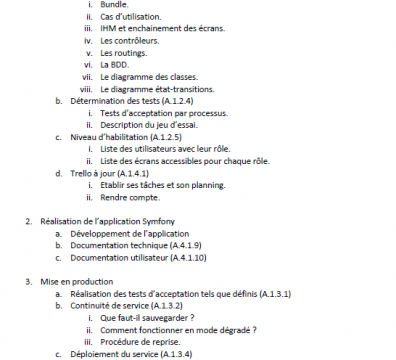 i. Bundle.
ii. Cas d'utilisation.
iii. IHM et enchainement des écrans.
iv. Les contrôleurs.
v. Les routings.
vi. La BDD.
vii. Le diagramme des classes.
viii. Le diagramme état-transitions.
b. Détermination des tests (A.1.2.4)
i. Tests d'acceptation par processus.
ii. Description du jeu d'essai.
c. Niveau d'habilitation (A.1.2.5)
i. Liste des utilisateurs avec leur rôle.
ii. Liste des écrans accessibles pour chaque rôle.
d. Trello à jour (A.1.4.1)
i. Etablir ses tâches et son planning.
ii. Rendre compte.
2. Réalisation de l'application Symfony
a. Développement de l'application
b. Documentation technique (A.4.1.9)
c. Documentation utilisateur (A.4.1.10)
3. Mise en production
a. Réalisation des tests d'acceptation tels que définis (A.1.3.1)
b. Continuité de service (A.1.3.2)
i. Que faut-il sauvegarder ?
ii. Comment fonctionner en mode dégradé ?
iii. Procédure de reprise.
c. Déploiement du service (A.1.3.4)